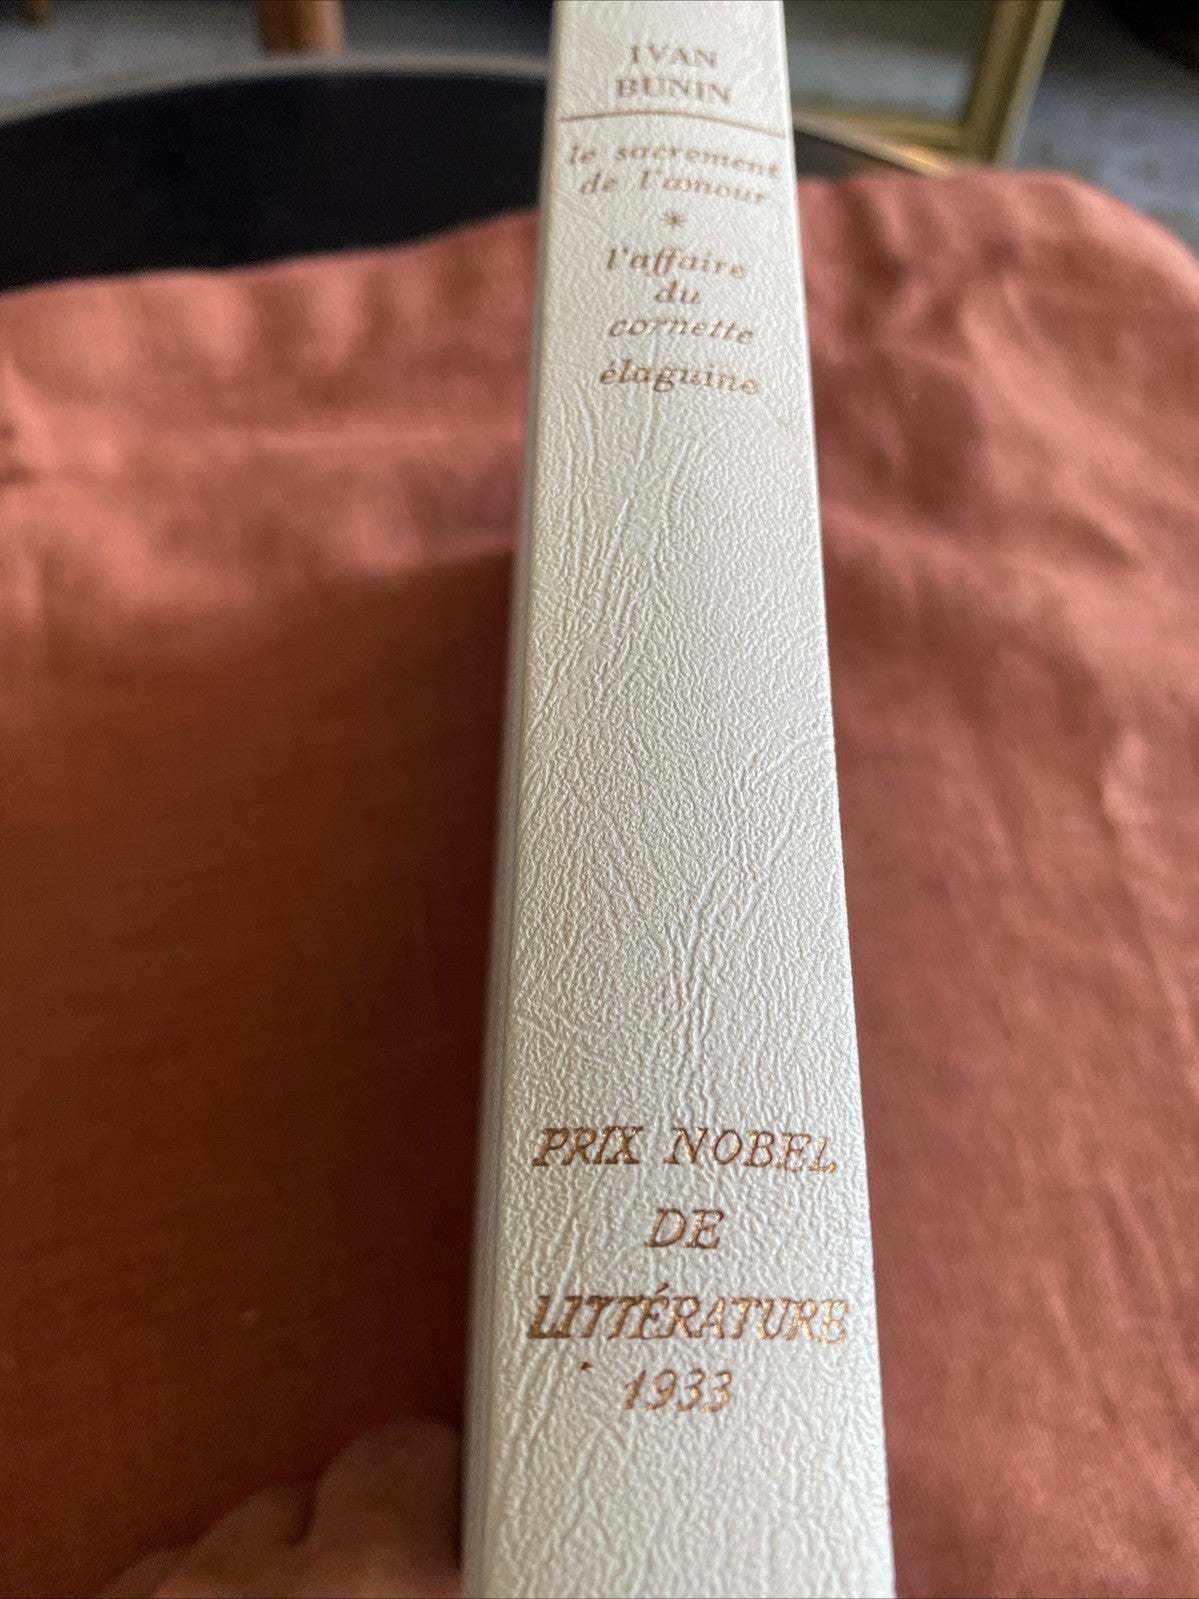 IVAN
BUNIN
le sacrement
de l'amour
*
l'affaire
du
cornette
élaguine
PRIX NOBEL
DE
LITTÉRATURE
1933